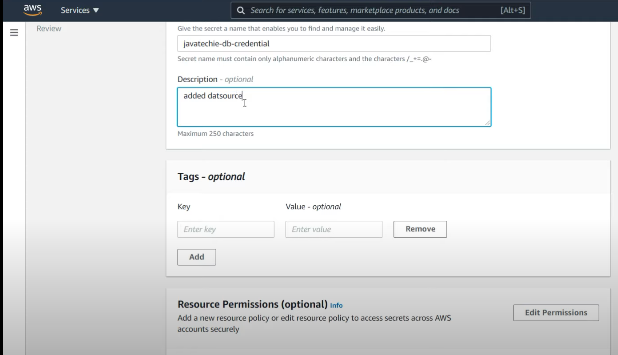 aws Services ▼ Search for services, features, marketplace products, and docs [Alt+S]
Review
Give the secret a name that enables you to find and manage it easily.
javatechie-db-credential
Secret name must contain only alphanumeric characters and the characters /_+=.@-
Description - optional
added datsource
Maximum 250 characters
Tags - optional
Key Value - optional
Enter key Enter value Remove
Add
Resource Permissions (optional) Info
Add a new resource policy or edit resource policy to access secrets across AWS
accounts securely
Edit Permissions